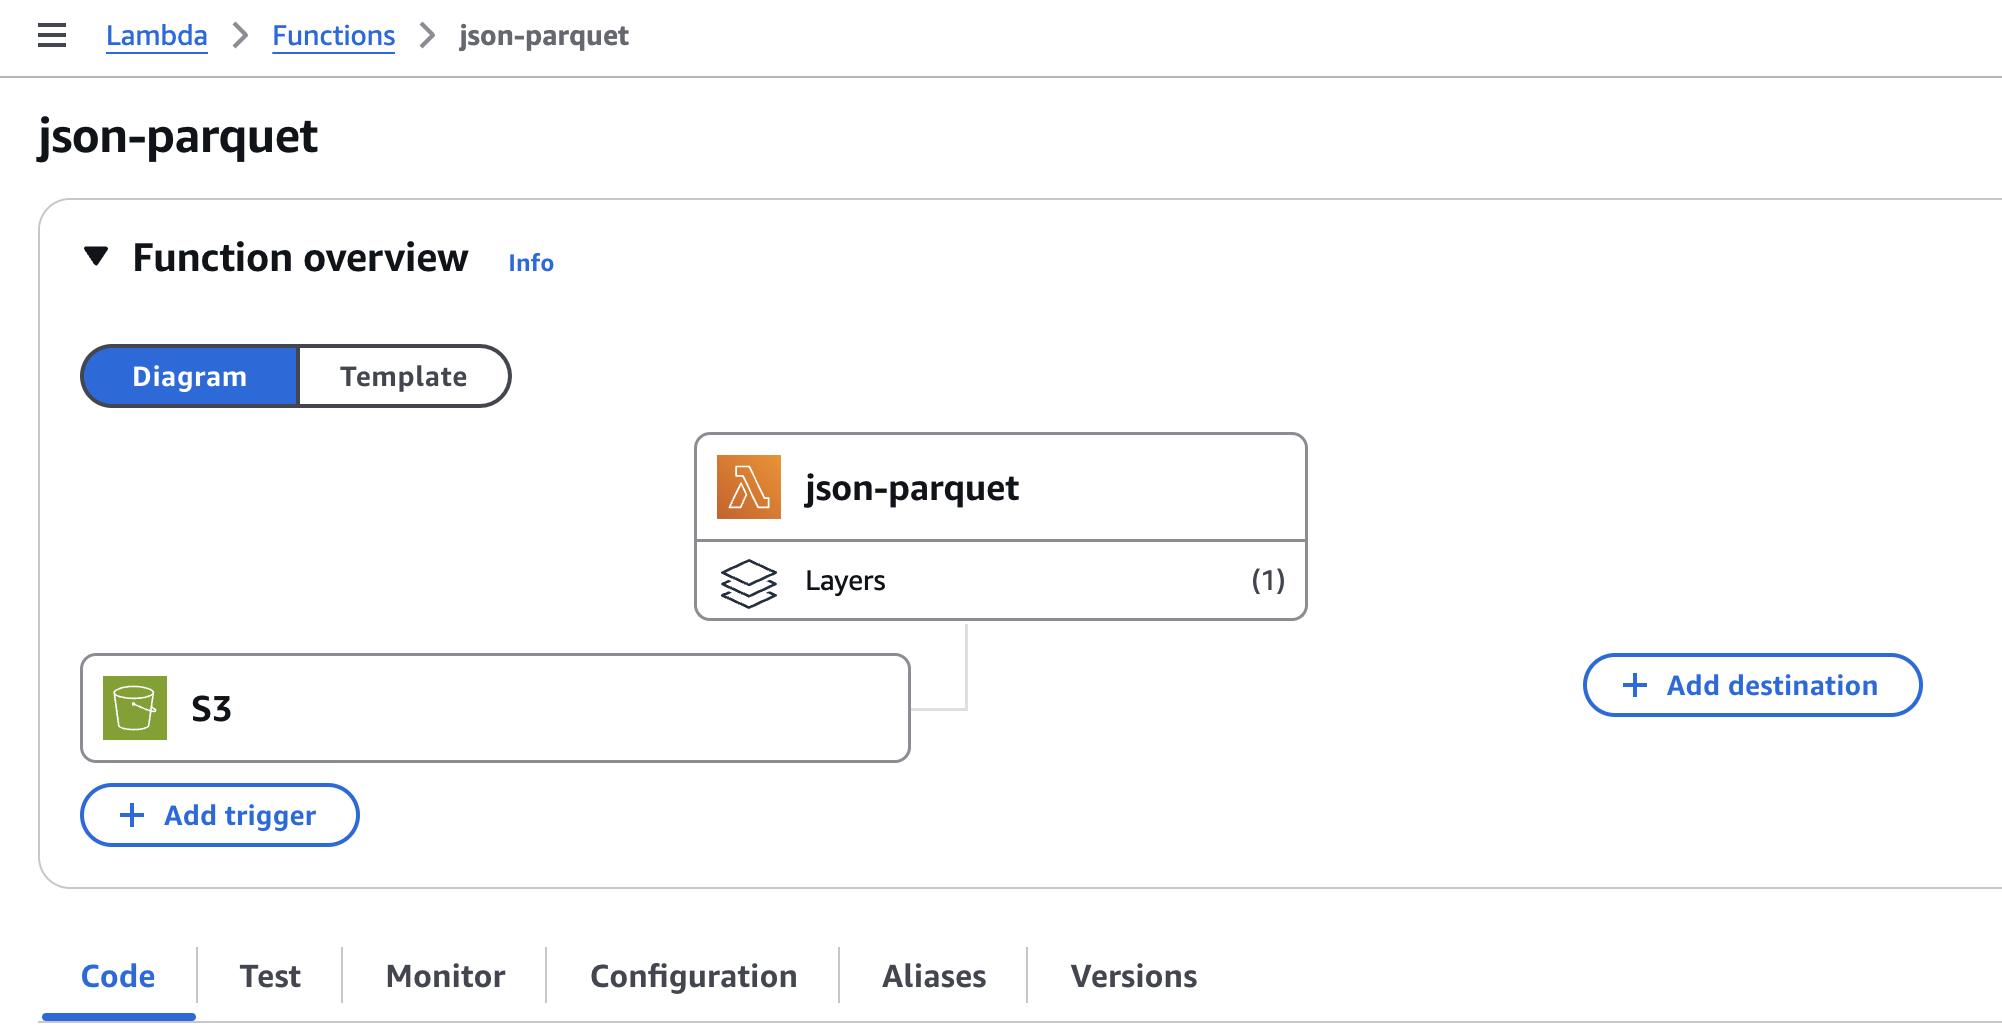 Lambda > Functions > json-parquet
json-parquet
Function overview Info
Diagram Template
json-parquet
Layers (1)
S3
+ Add destination
+ Add trigger
Code Test Monitor Configuration Aliases Versions